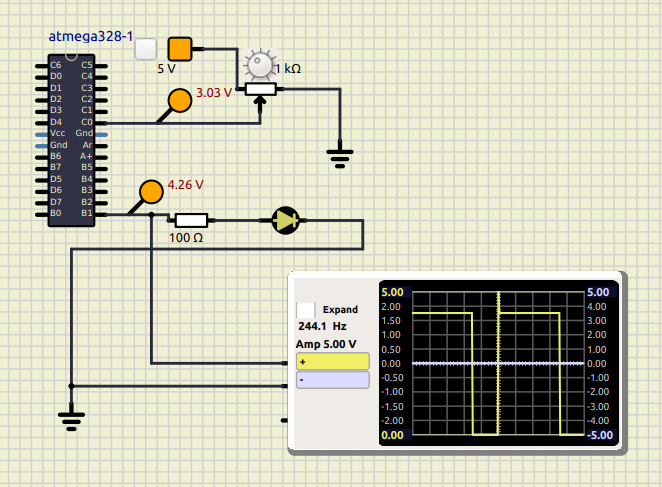 atmega328-1
5 V
1 kΩ
3.03 V
C6 C5
D0 C4
D1 C3
D2 C2
D3 C1
D4 C0
Vcc Gnd
Gnd Ar
B6 A+
B7 B5
D5 B4
D6 B3
D7 B2
B0 B1
4.26 V
100 Ω
Expand
244.1 Hz
Amp 5.00 V
+
-
5.00 5.00
2.00 4.00
1.50 3.00
1.00 2.00
0.50 1.00
0.00 0.00
-0.50 -1.00
-1.00 -2.00
-1.50 -3.00
-2.00 -4.00
0.00 -5.00